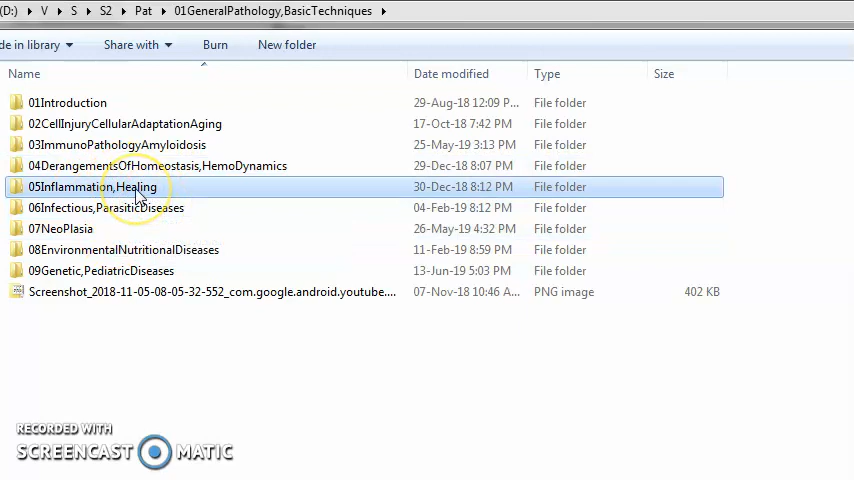 (D:) V S S2 Pat 01GeneralPathology,BasicTechniques
de in library Share with Burn New folder
Name Date modified Type Size
01Introduction 29-Aug-18 12:09 P... File folder
02CellInjuryCellularAdaptationAging 17-Oct-18 7:42 PM File folder
03ImmunoPathologyAmyloidosis 25-May-19 3:13 PM File folder
04DerangementsOfHomeostasis,HemoDynamics 29-Dec-18 8:07 PM File folder
05Inflammation,Healing 30-Dec-18 8:12 PM File folder
06Infectious,ParasiticDiseases 04-Feb-19 8:12 PM File folder
07NeoPlasia 26-May-19 4:32 PM File folder
08EnvironmentalNutritionalDiseases 11-Feb-19 8:59 PM File folder
09Genetic,PediatricDiseases 13-Jun-19 5:03 PM File folder
Screenshot_2018-11-05-08-05-32-552_com.google.android.youtube.... 07-Nov-18 10:46 A... PNG image 402 KB
RECORDED WITH
SCREENCAST MATIC